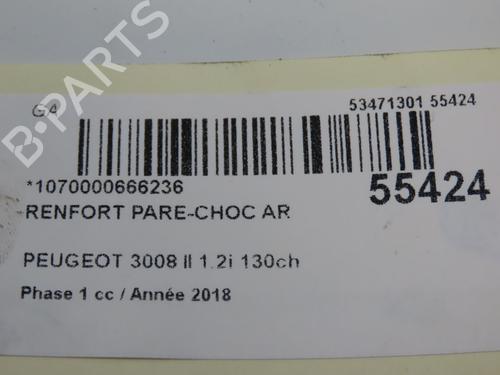 B-PARTS
G4
53471301 55424
*1070000666236
55424
RENFORT PARE-CHOC AR
PEUGEOT 3008 II 1.2i 130ch
Phase 1 cc / Année 2018